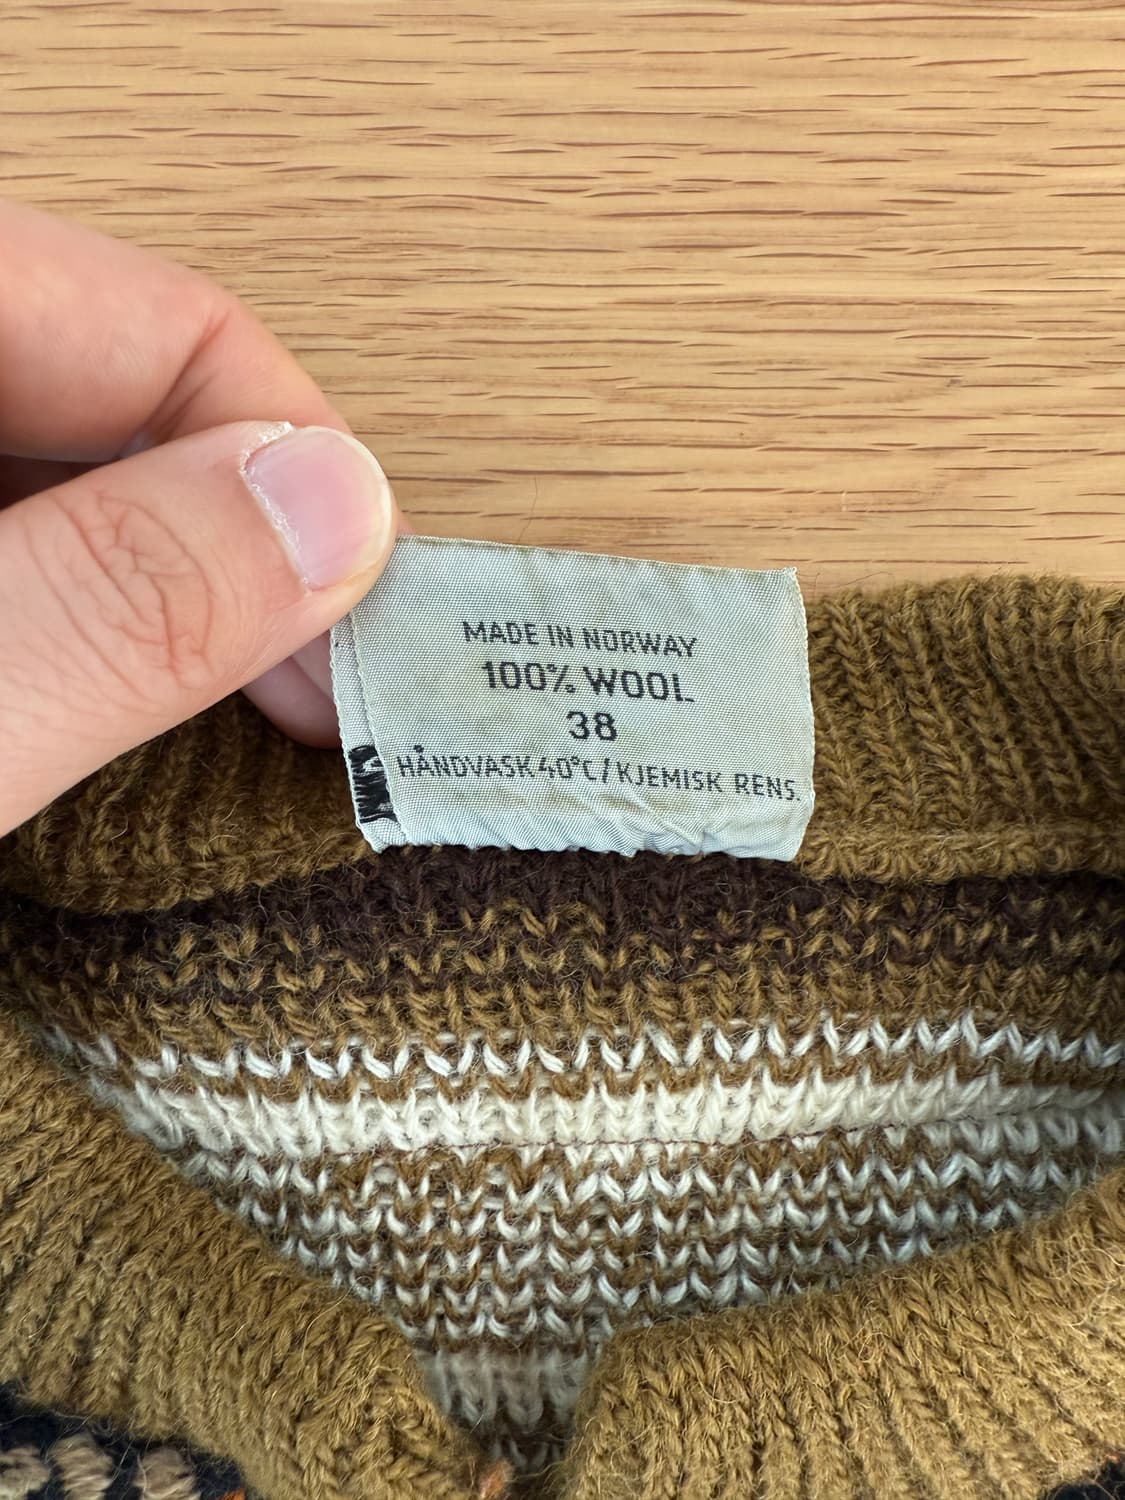 MADE IN NORWAY
100% WOOL
38
HÅNDVASK 40°C/KJEMISK RENS.